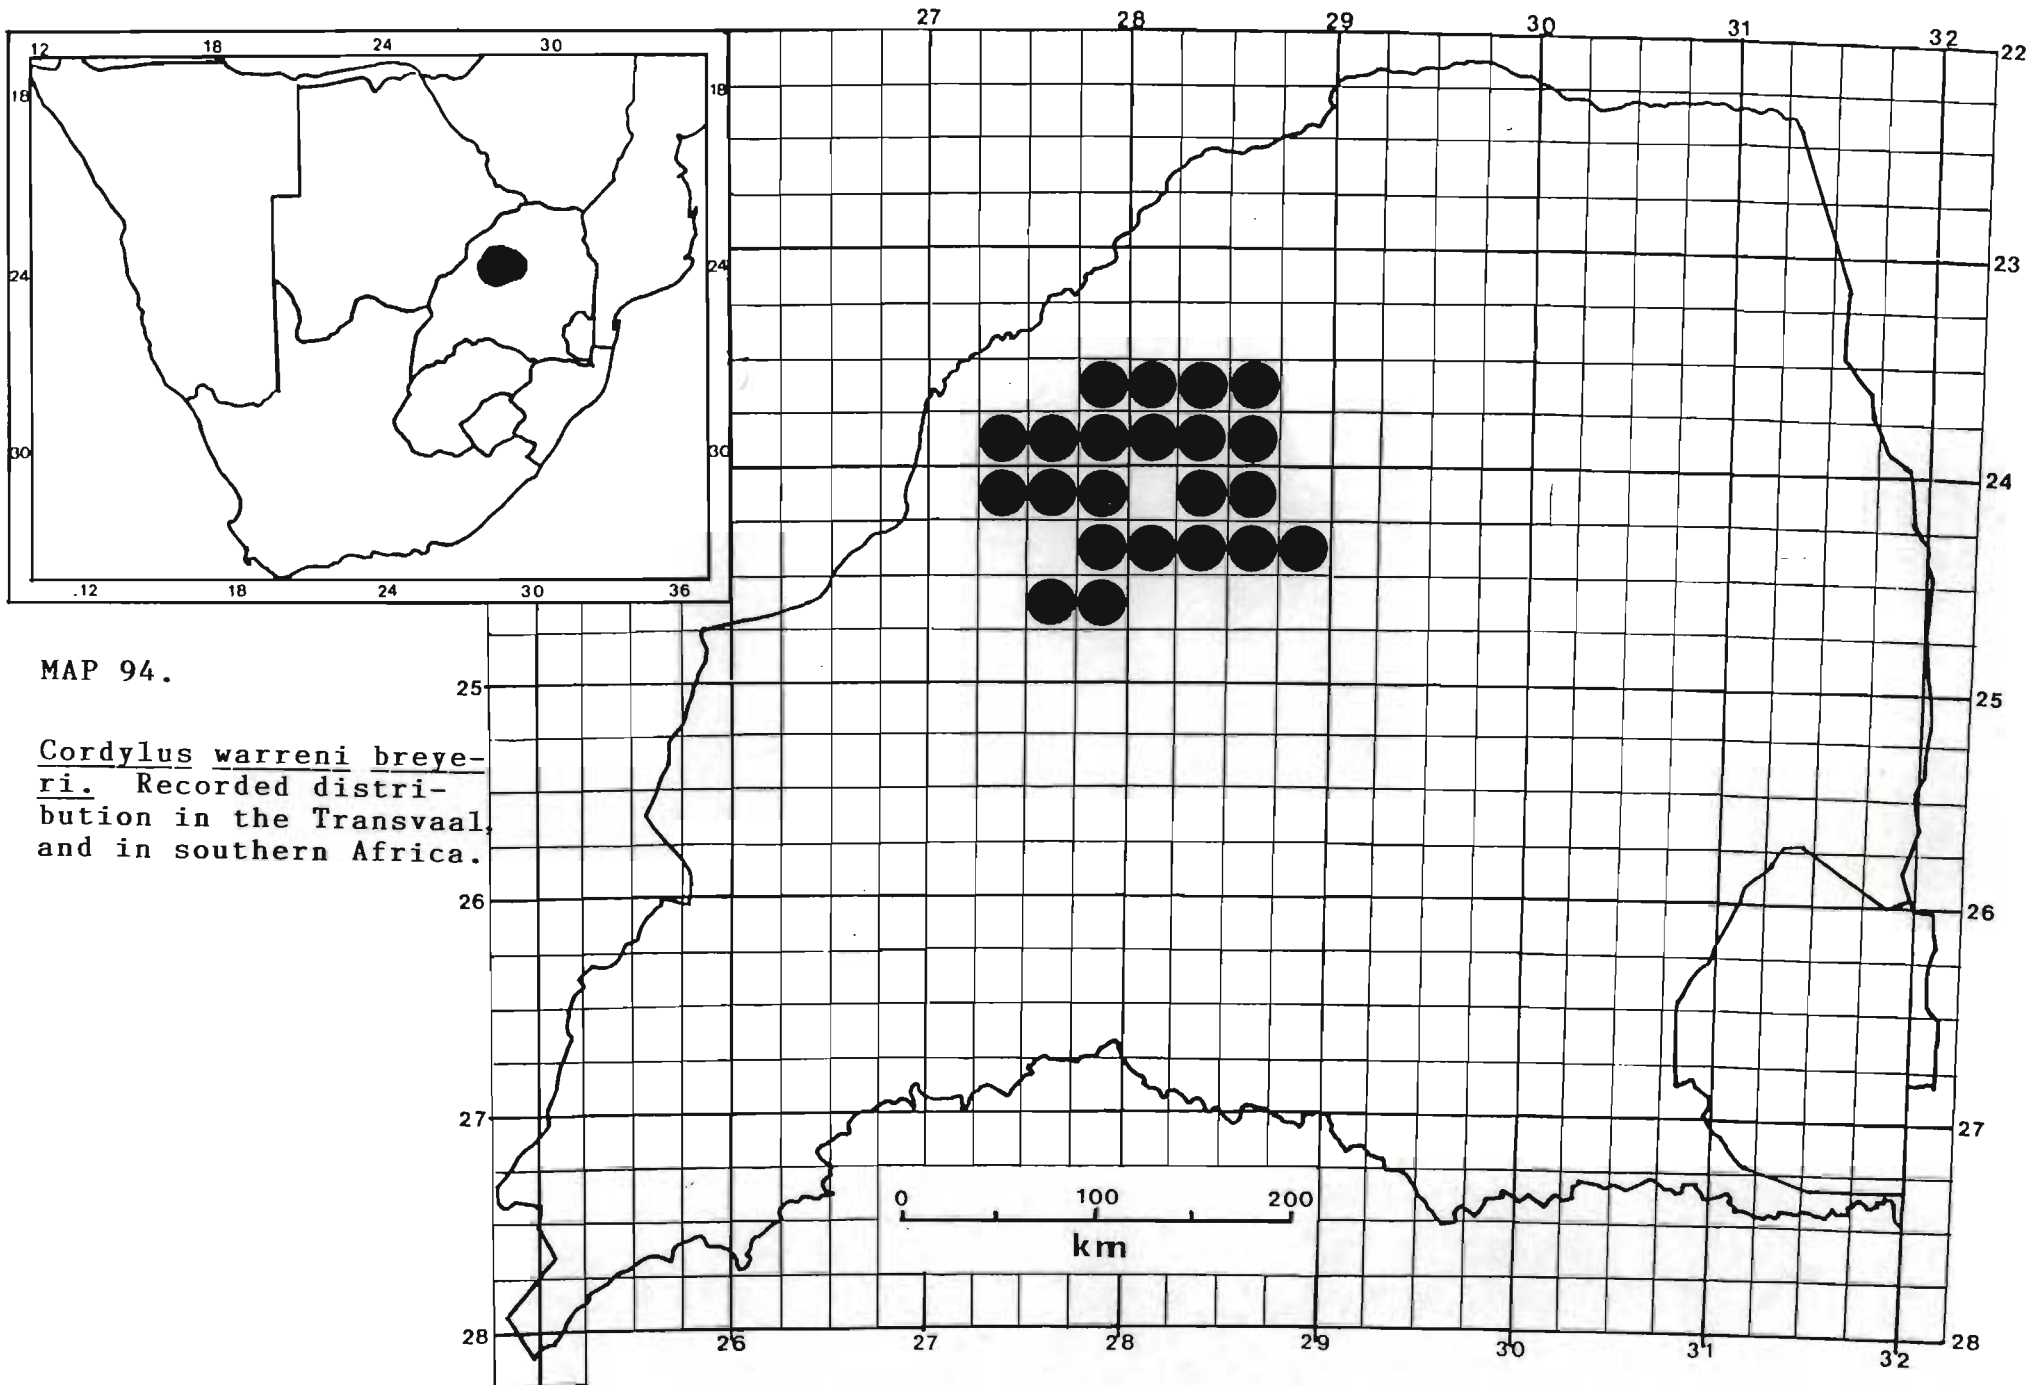 27 28 29 30 31 32
22
12 18 24 30
18 18
24 24
30 30
.12 18 24 30 36
23
24
MAP 94.
25 25
Cordylus warreni breye-
ri. Recorded distri-
bution in the Transvaal,
and in southern Africa.
26 26
27 27
0 100 200
km
28 28
26 27 28 29 30 31 32